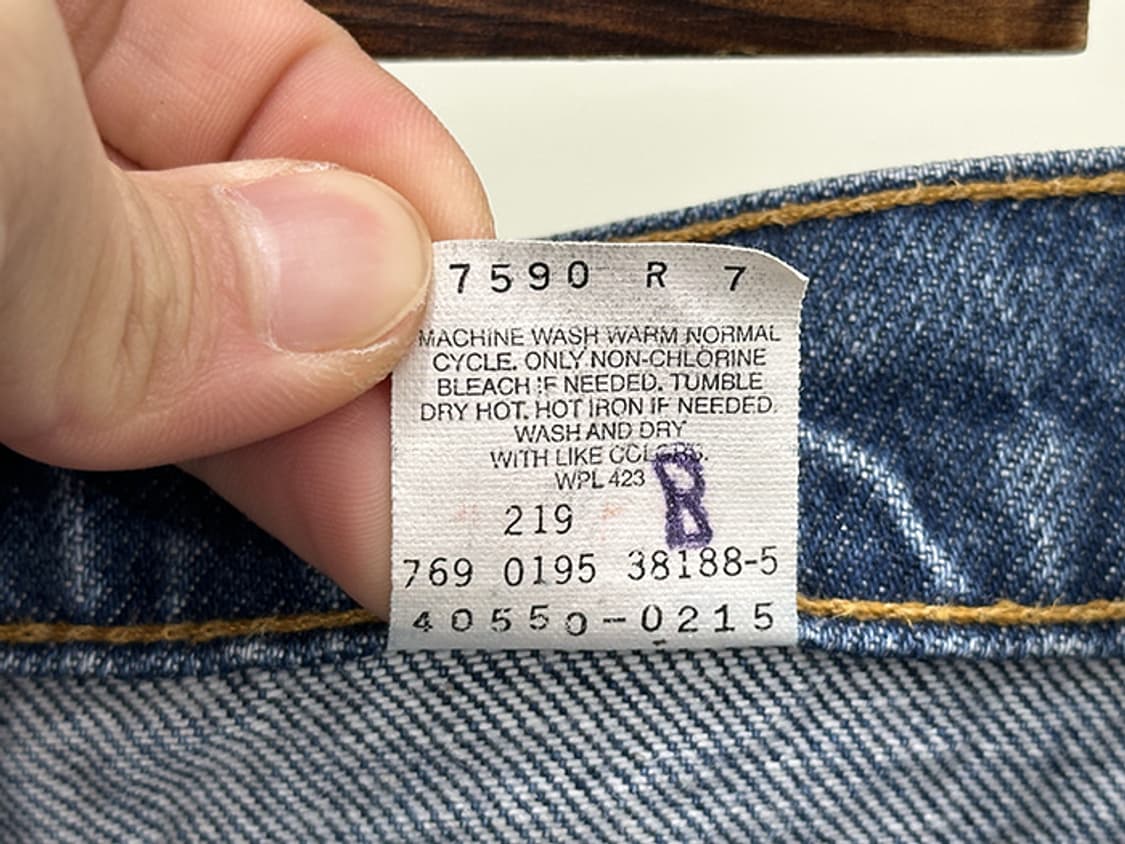 7590 R 7
MACHINE WASH WARM NORMAL
CYCLE. ONLY NON-CHLORINE
BLEACH IF NEEDED. TUMBLE
DRY HOT. HOT IRON IF NEEDED.
WASH AND DRY
WITH LIKE COLORS.
WPL 423
B
219
769 0195 38188-5
40550-0215